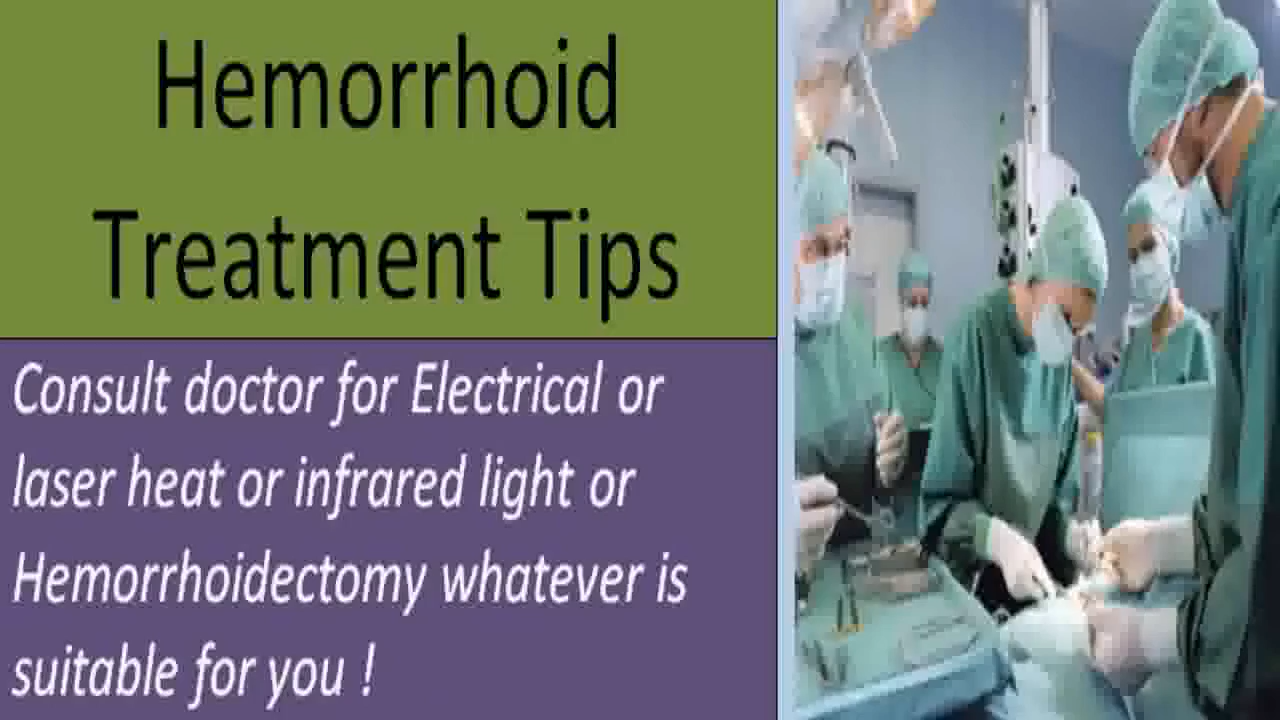 Hemorrhoid
Treatment Tips
Consult doctor for Electrical or
laser heat or infrared light or
Hemorrhoidectomy whatever is
suitable for you !